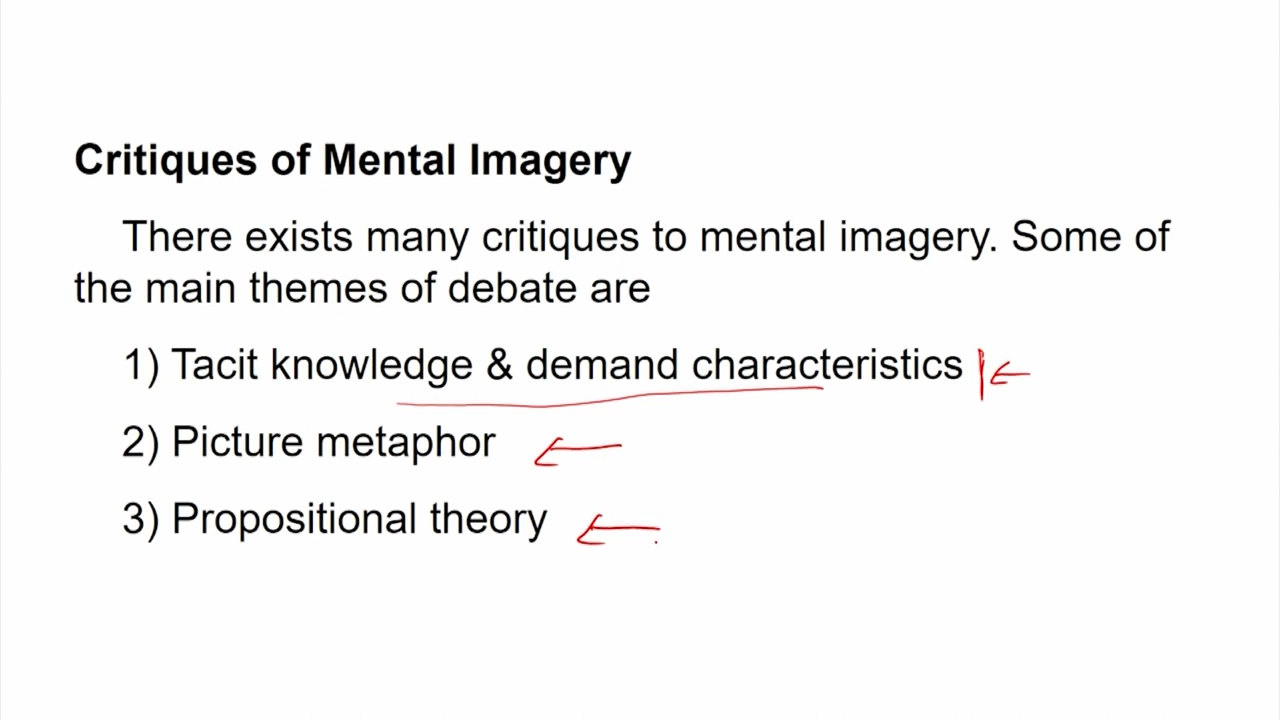 Critiques of Mental Imagery
There exists many critiques to mental imagery. Some of
the main themes of debate are
1) Tacit knowledge & demand characteristics
2) Picture metaphor
3) Propositional theory